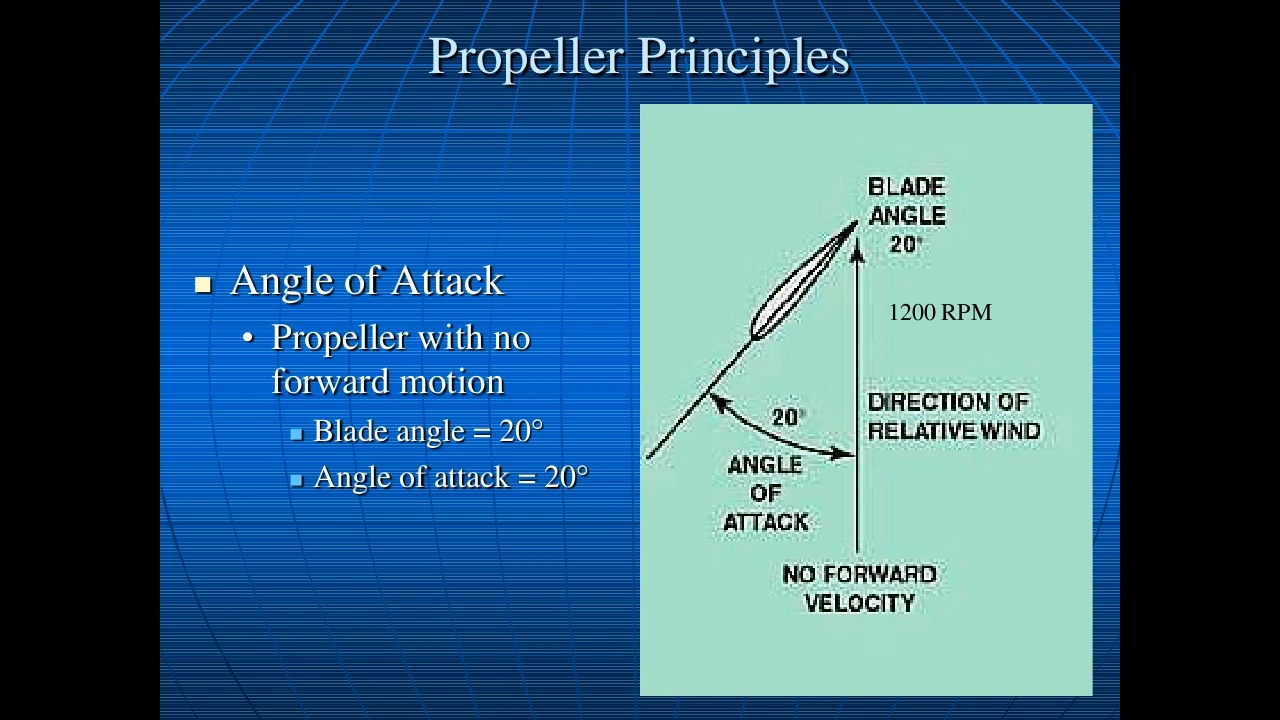 Propeller Principles
Angle of Attack
• Propeller with no
forward motion
Blade angle = 20°
Angle of attack = 20°
BLADE
ANGLE
20°
1200 RPM
DIRECTION OF
RELATIVE WIND
20°
ANGLE
OF
ATTACK
NO FORWARD
VELOCITY